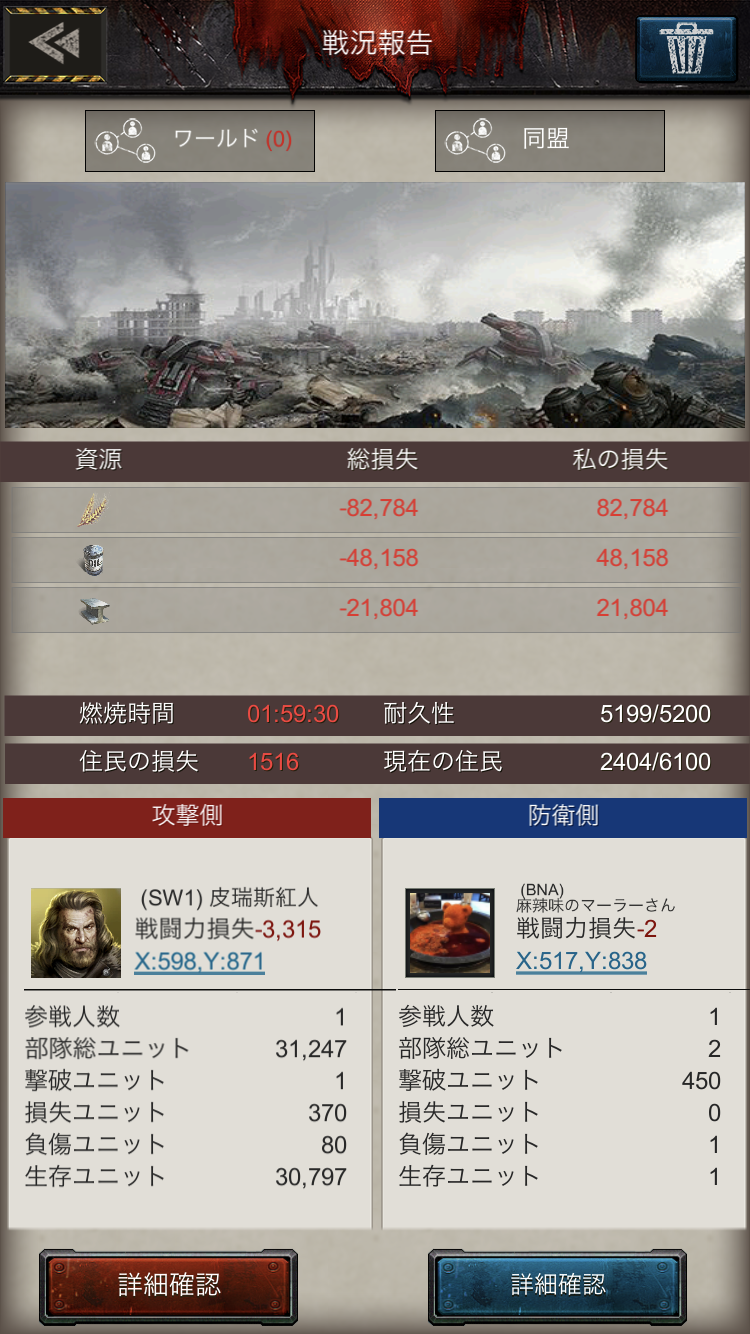 戦況報告
ワールド (0)
同盟
資源 総損失 私の損失
-82,784 82,784
OIL -48,158 48,158
-21,804 21,804
燃焼時間 01:59:30 耐久性 5199/5200
住民の損失 1516 現在の住民 2404/6100
攻撃側
(SW1) 皮瑞斯紅人
戦闘力損失-3,315
X:598,Y:871
参戦人数 1
部隊総ユニット 31,247
撃破ユニット 1
損失ユニット 370
負傷ユニット 80
生存ユニット 30,797
詳細確認
防衛側
(BNA)
麻辣味のマーラーさん
戦闘力損失-2
X:517,Y:838
参戦人数 1
部隊総ユニット 2
撃破ユニット 450
損失ユニット 0
負傷ユニット 1
生存ユニット 1
詳細確認